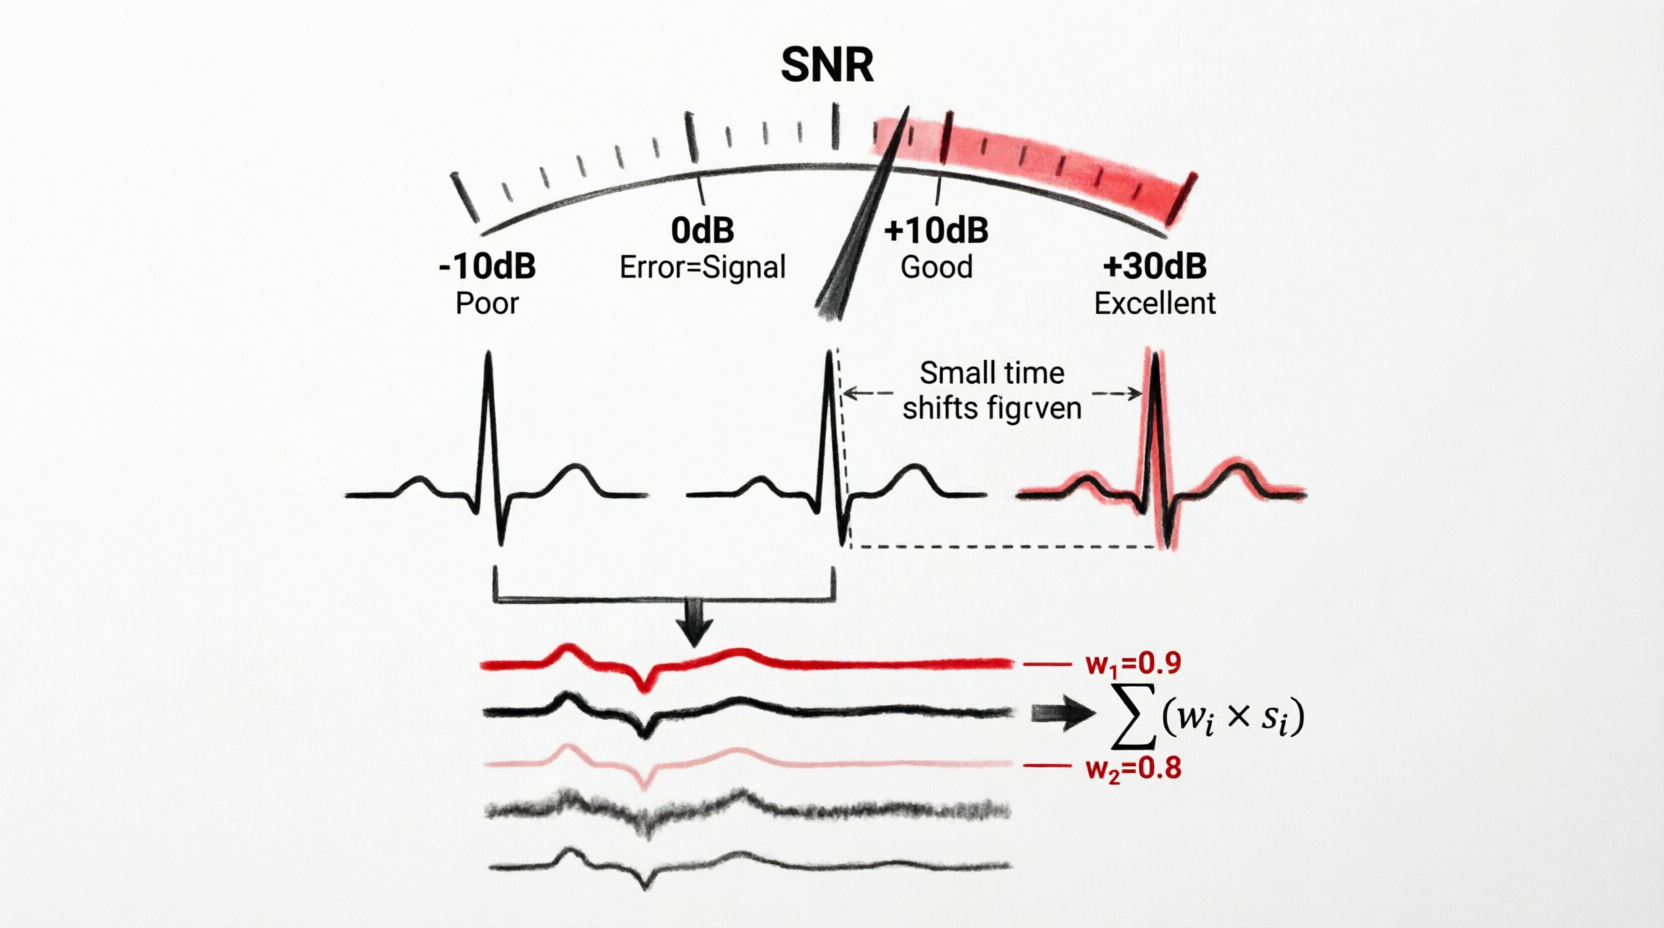 SNR
-10dB
Poor
0dB
Error=Signal
+10dB
Good
+30dB
Excellent
Small time
shifts
w₁=0.9
∑(wᵢ × sᵢ)
w₂=0.8